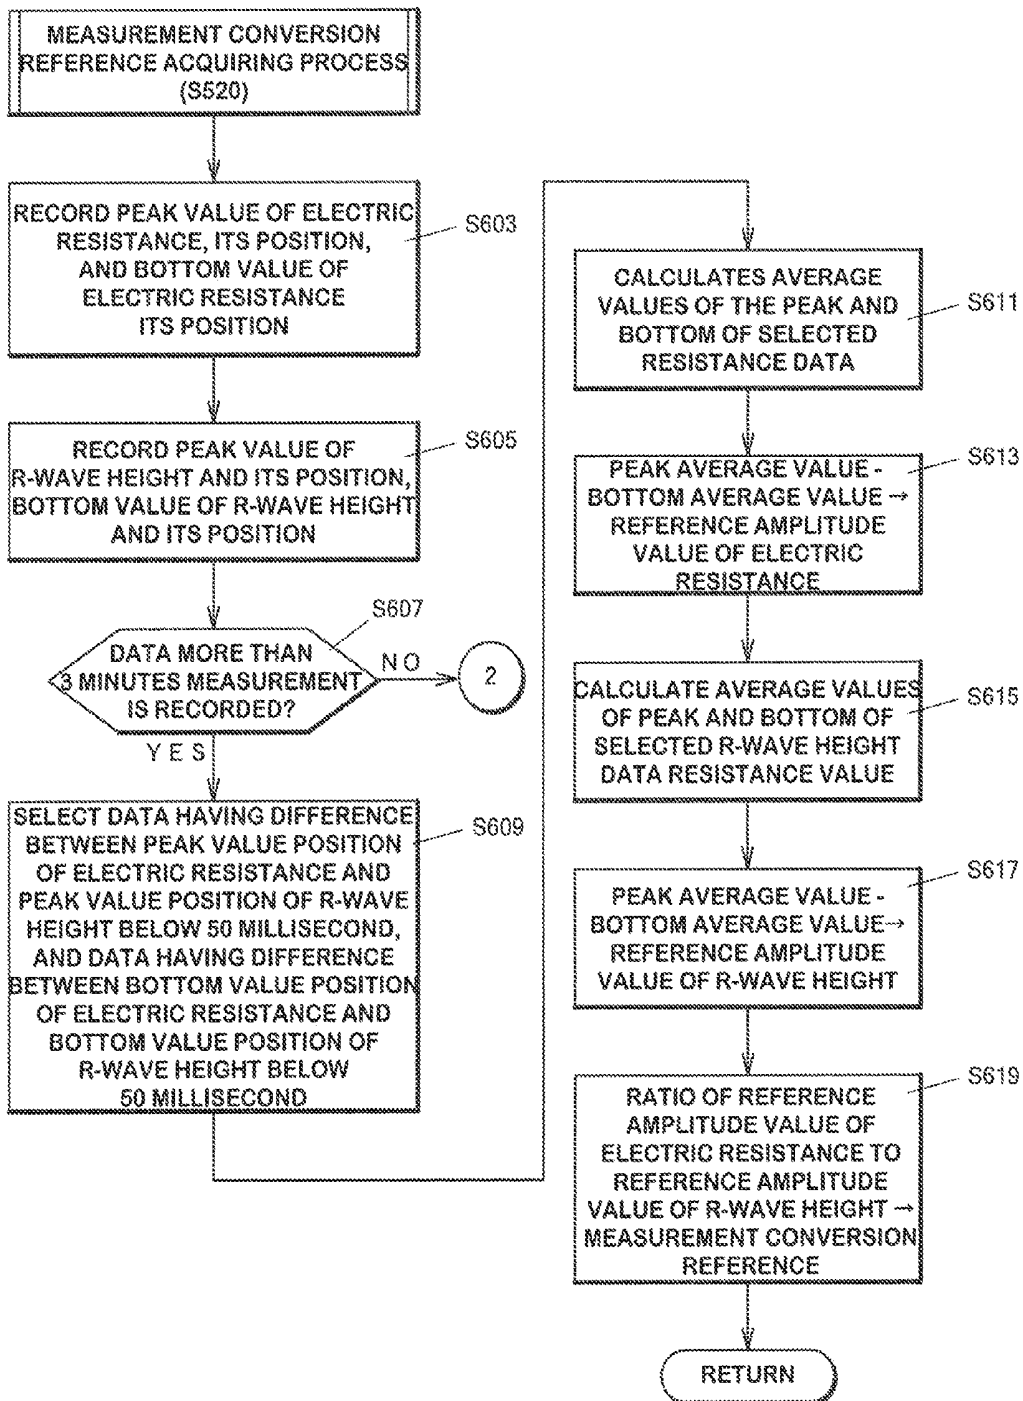 MEASUREMENT CONVERSION
REFERENCE ACQUIRING PROCESS
(S520)
RECORD PEAK VALUE OF ELECTRIC
RESISTANCE, ITS POSITION,
AND BOTTOM VALUE OF
ELECTRIC RESISTANCE
ITS POSITION
S603
RECORD PEAK VALUE OF
R-WAVE HEIGHT AND ITS POSITION,
BOTTOM VALUE OF R-WAVE HEIGHT
AND ITS POSITION
S605
S607
DATA MORE THAN
3 MINUTES MEASUREMENT
IS RECORDED?
NO
2
YES
SELECT DATA HAVING DIFFERENCE
BETWEEN PEAK VALUE POSITION
OF ELECTRIC RESISTANCE AND
PEAK VALUE POSITION OF R-WAVE
HEIGHT BELOW 50 MILLISECOND,
AND DATA HAVING DIFFERENCE
BETWEEN BOTTOM VALUE POSITION
OF ELECTRIC RESISTANCE AND
BOTTOM VALUE POSITION OF
R-WAVE HEIGHT BELOW
50 MILLISECOND
S609
CALCULATES AVERAGE
VALUES OF THE PEAK AND
BOTTOM OF SELECTED
RESISTANCE DATA
S611
PEAK AVERAGE VALUE -
BOTTOM AVERAGE VALUE →
REFERENCE AMPLITUDE
VALUE OF ELECTRIC
RESISTANCE
S613
CALCULATE AVERAGE VALUES
OF PEAK AND BOTTOM OF
SELECTED R-WAVE HEIGHT
DATA RESISTANCE VALUE
S615
PEAK AVERAGE VALUE -
BOTTOM AVERAGE VALUE→
REFERENCE AMPLITUDE
VALUE OF R-WAVE HEIGHT
S617
RATIO OF REFERENCE
AMPLITUDE VALUE OF
ELECTRIC RESISTANCE TO
REFERENCE AMPLITUDE
VALUE OF R-WAVE HEIGHT →
MEASUREMENT CONVERSION
REFERENCE
S619
RETURN